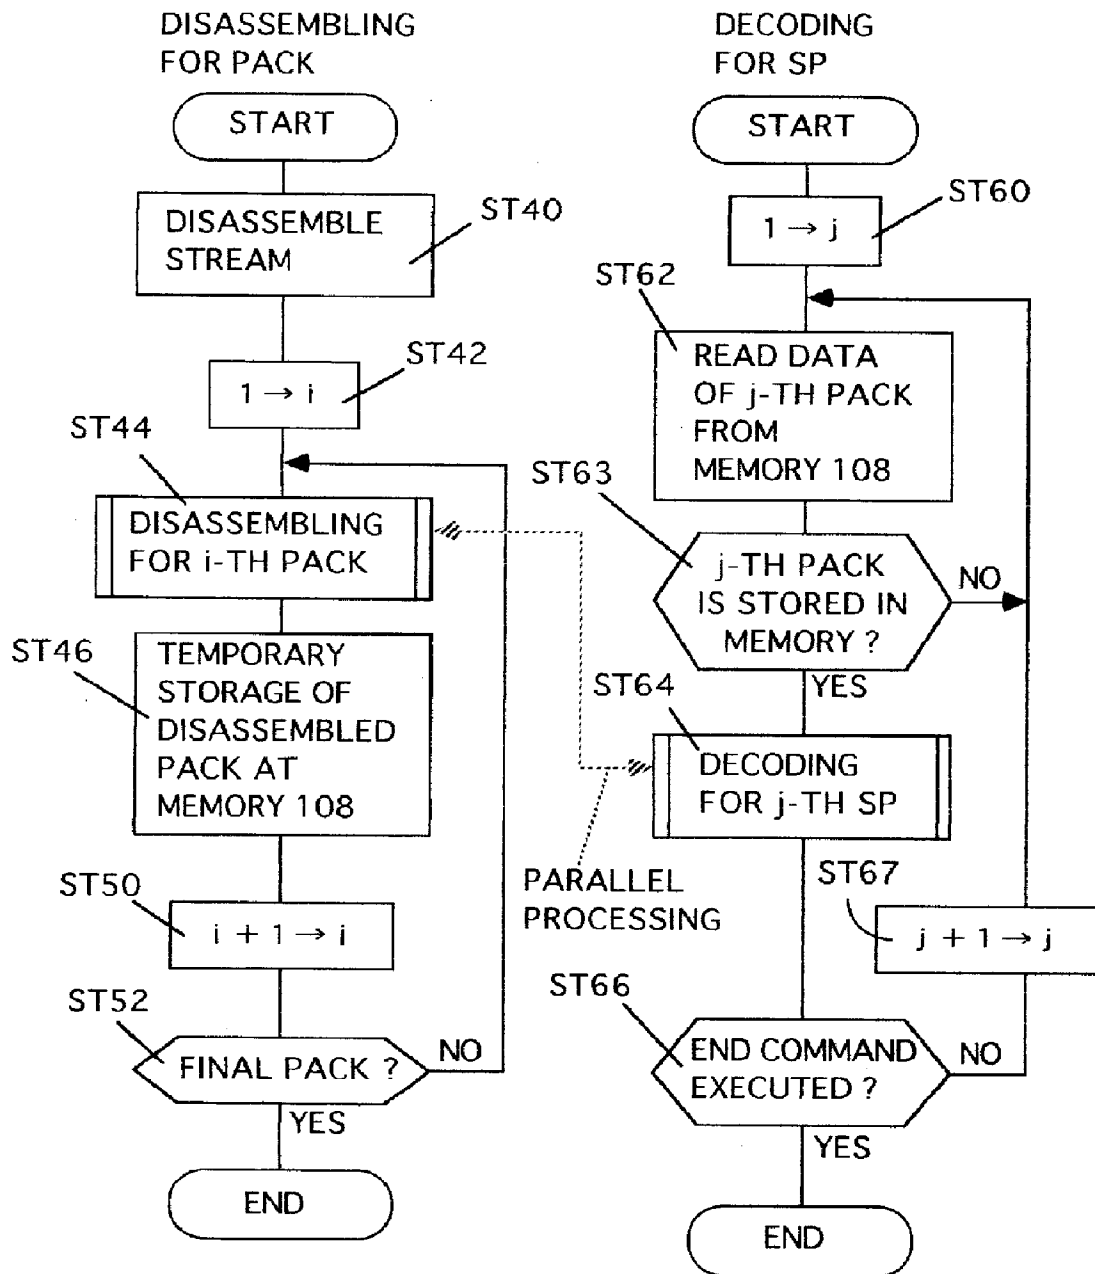 DISASSEMBLING
FOR PACK
START
ST40
DISASSEMBLE
STREAM
ST42
1 → i
ST44
DISASSEMBLING
FOR i-TH PACK
ST46
TEMPORARY
STORAGE OF
DISASSEMBLED
PACK AT
MEMORY 108
ST50
i + 1 → i
ST52
FINAL PACK ?
NO
YES
END
PARALLEL
PROCESSING
DECODING
FOR SP
START
ST60
1 → j
ST62
READ DATA
OF j-TH PACK
FROM
MEMORY 108
ST63
j-TH PACK
IS STORED IN
MEMORY ?
NO
YES
ST64
DECODING
FOR j-TH SP
ST67
j + 1 → j
ST66
END COMMAND
EXECUTED ?
NO
YES
END